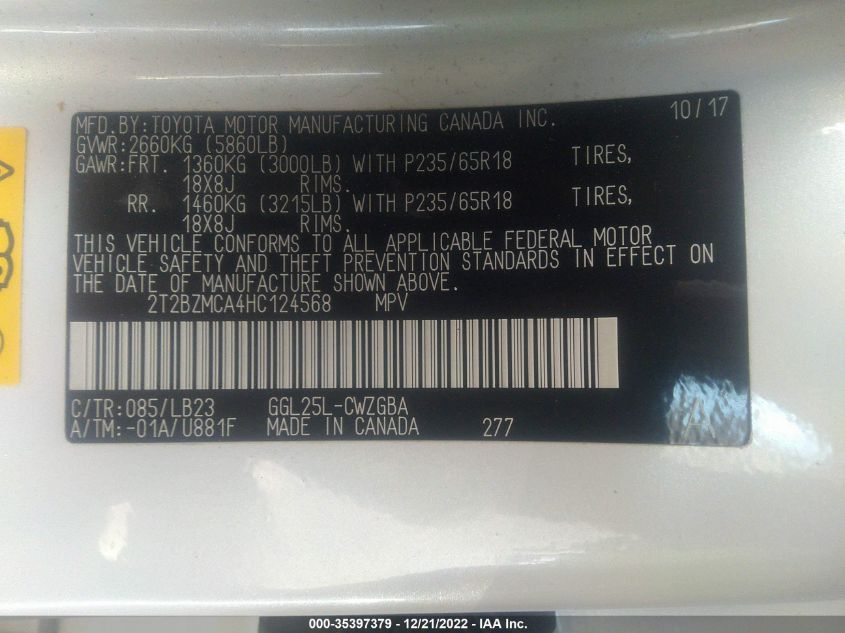 MFD.BY:TOYOTA MOTOR MANUFACTURING CANADA INC. 10/17
GVWR:2660KG (5860LB)
GAWR:FRT. 1360KG (3000LB) WITH P235/65R18 TIRES,
18X8J RIMS.
RR. 1460KG (3215LB) WITH P235/65R18 TIRES,
18X8J RIMS.
THIS VEHICLE CONFORMS TO ALL APPLICABLE FEDERAL MOTOR
VEHICLE SAFETY AND THEFT PREVENTION STANDARDS IN EFFECT ON
THE DATE OF MANUFACTURE SHOWN ABOVE.
2T2BZMCA4HC124568 MPV
C/TR:085/LB23 GGL25L-CWZGBA
A/TM:-01A/U881F MADE IN CANADA 277
A
000-35397379 - 12/21/2022 - IAA Inc.